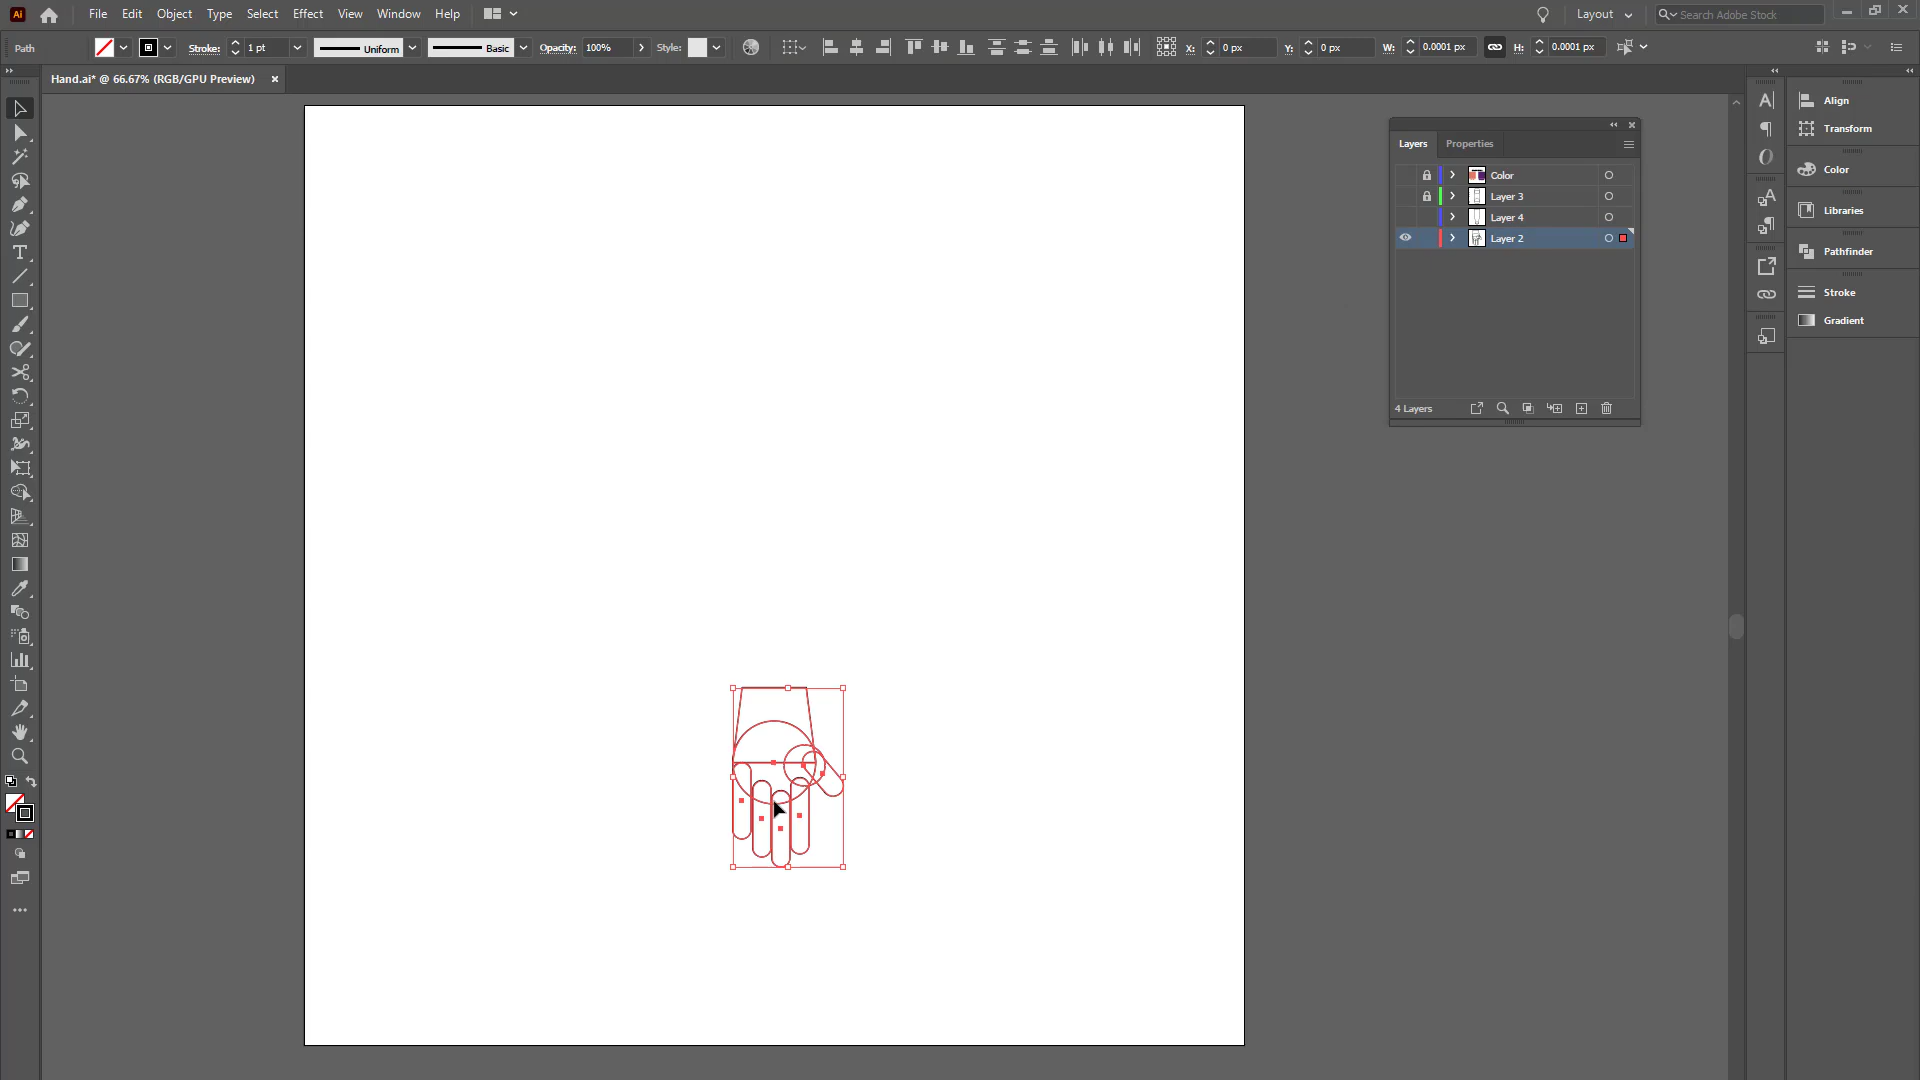 Ai File Edit Object Type Select Effect View Window Help Layout Search Adobe Stock
Path Stroke: 1 pt Uniform Basic Opacity: 100% Style: X: 0 px Y: 0 px W: 0.0001 px H: 0.0001 px
Hand.ai* @ 66.67% (RGB/GPU Preview)
Layers Properties
Color
Layer 3
Layer 4
Layer 2
4 Layers
Align
Transform
Color
Libraries
Pathfinder
Stroke
Gradient